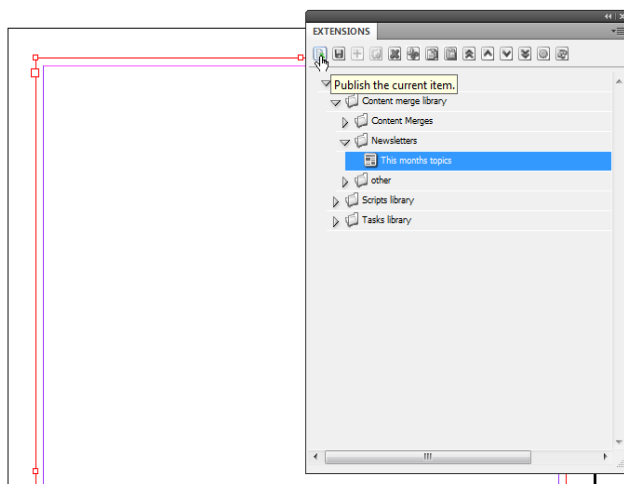 EXTENSIONS
Publish the current item.
Content merge library
Content Merges
Newsletters
This months topics
other
Scripts library
Tasks library